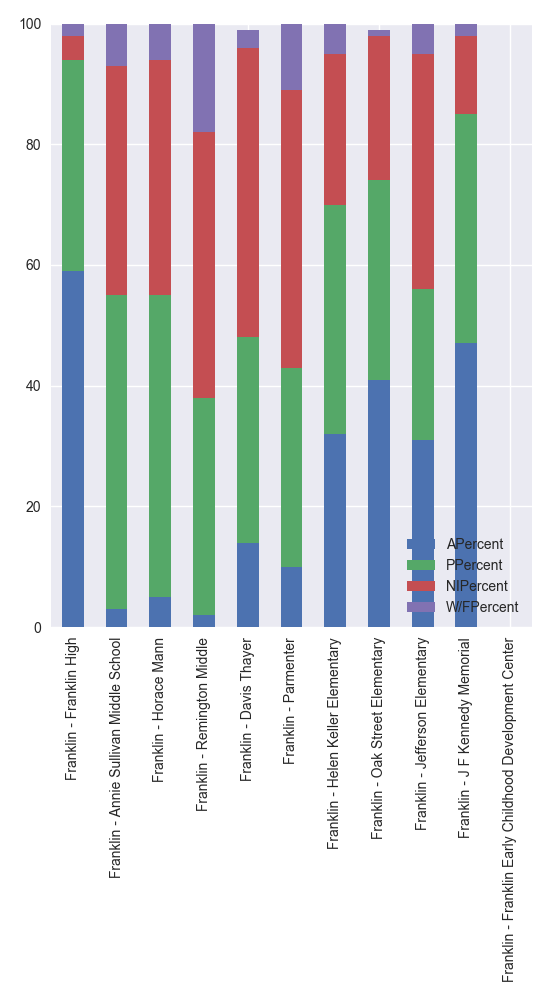 100
80
60
40
20
0
APercent
PPercent
NIPercent
W/FPercent
Franklin - Franklin High
Franklin - Annie Sullivan Middle School
Franklin - Horace Mann
Franklin - Remington Middle
Franklin - Davis Thayer
Franklin - Parmenter
Franklin - Helen Keller Elementary
Franklin - Oak Street Elementary
Franklin - Jefferson Elementary
Franklin - J F Kennedy Memorial
Franklin - Franklin Early Childhood Development Center